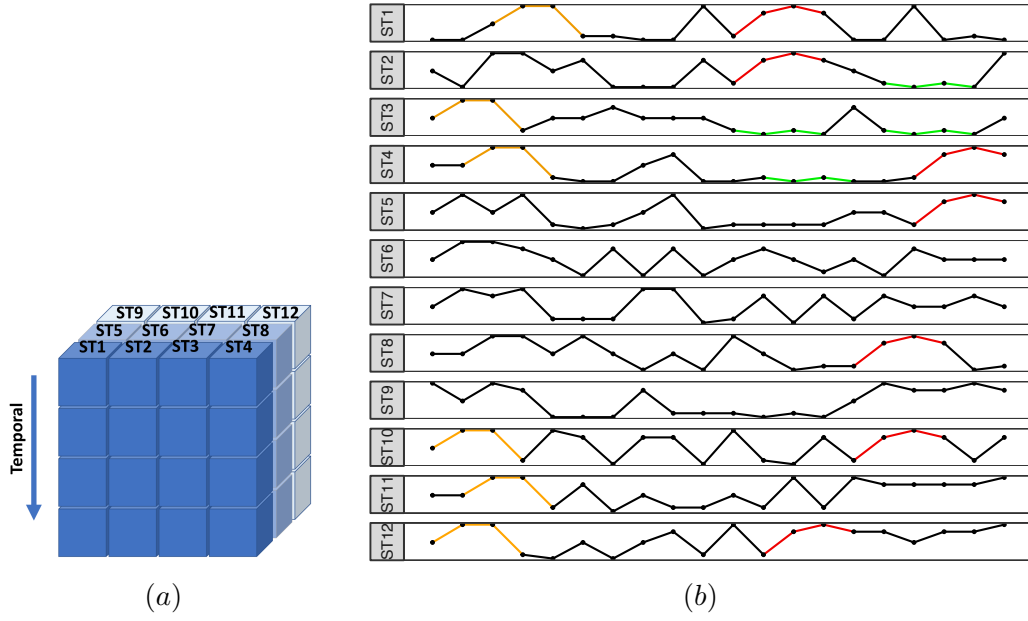 ST9 ST10 ST11 ST12
ST5 ST6 ST7 ST8
ST1 ST2 ST3 ST4
Temporal
(a)
ST1
ST2
ST3
ST4
ST5
ST6
ST7
ST8
ST9
ST10
ST11
ST12
(b)